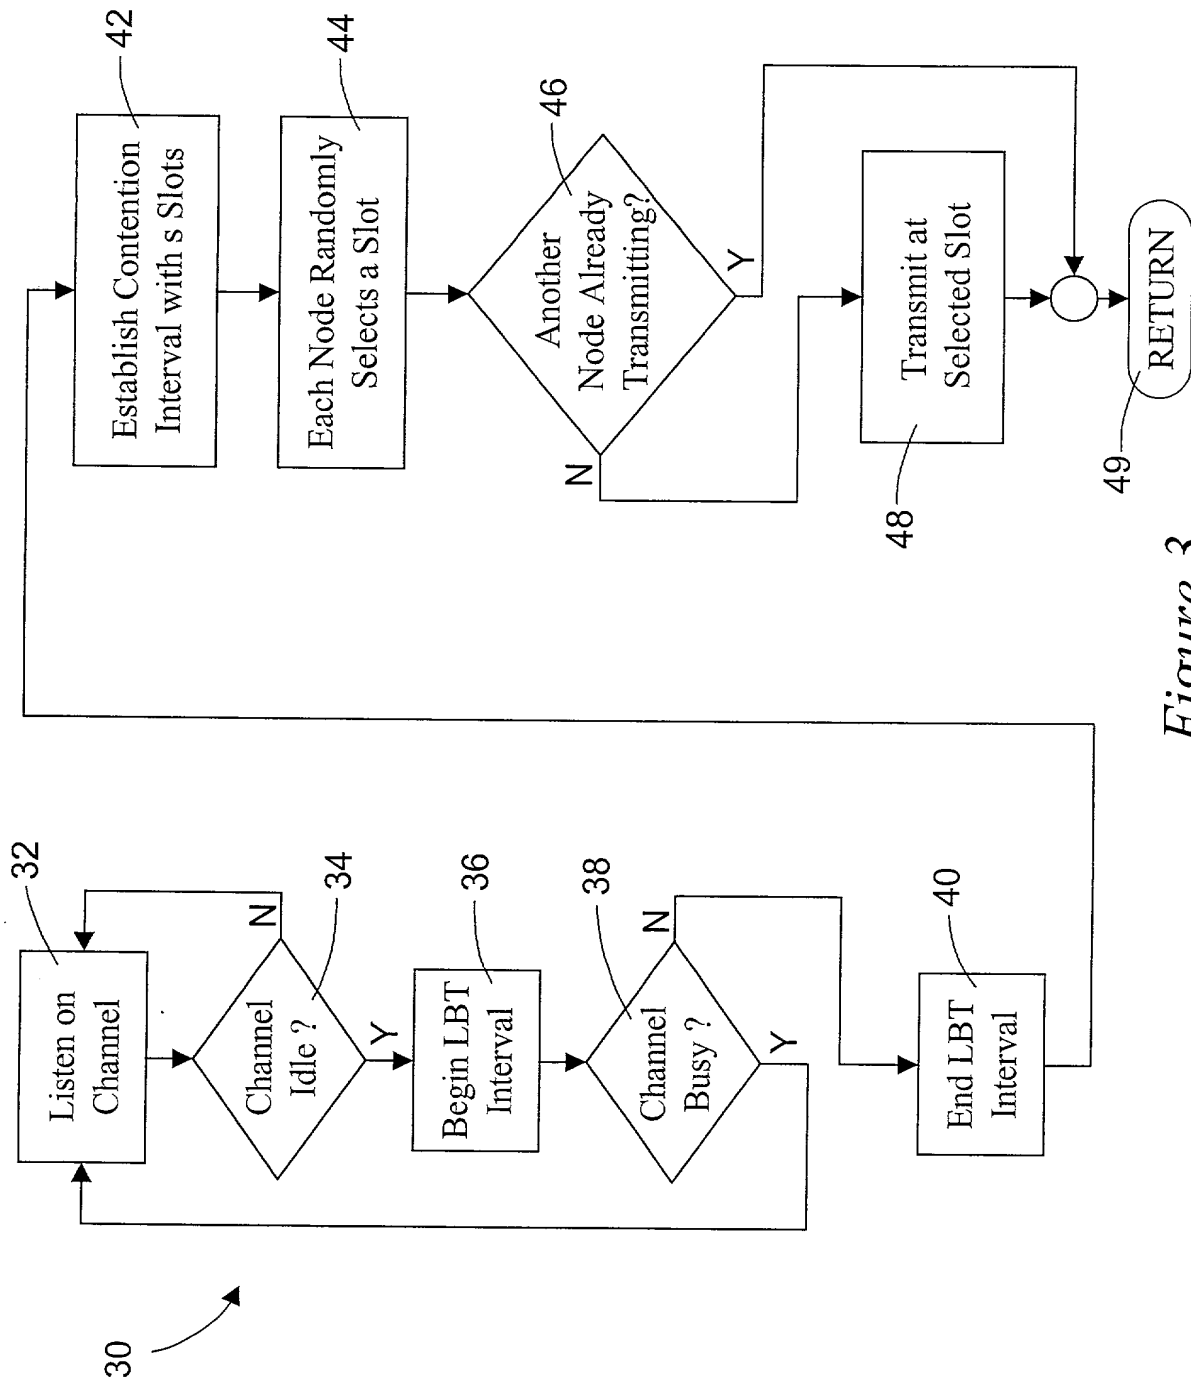 30
32
Listen on
Channel
N
34
Channel
Idle ?
Y
36
Begin LBT
Interval
38
Channel
Busy ?
N
Y
40
End LBT
Interval
42
Establish Contention
Interval with s Slots
44
Each Node Randomly
Selects a Slot
46
Another
Node Already
Transmitting?
N
Y
48
Transmit at
Selected Slot
49
RETURN
Figure 3